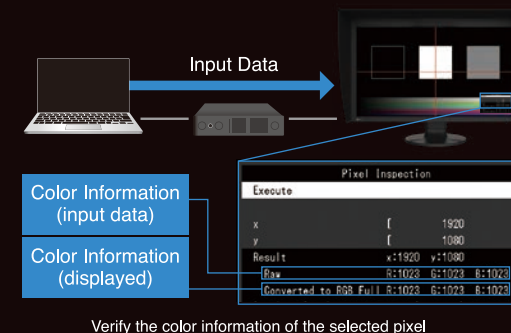 Input Data
Pixel Inspection
Execute
x [ 1920
y [ 1080
Result x:1920 y:1080
Raw R:1023 G:1023 B:1023
Converted to RGB Full R:1023 G:1023 B:1023
Color Information
(input data)
Color Information
(displayed)
Verify the color information of the selected pixel